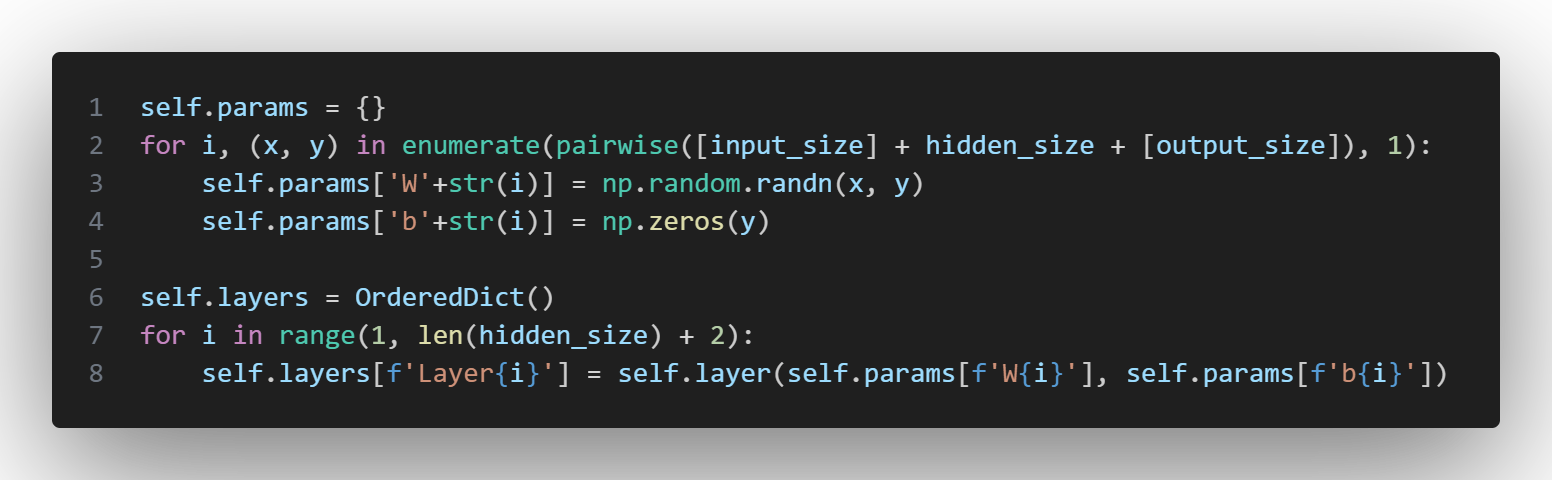 1 self.params = {}
2 for i, (x, y) in enumerate(pairwise([input_size] + hidden_size + [output_size]), 1):
3     self.params['W'+str(i)] = np.random.randn(x, y)
4     self.params['b'+str(i)] = np.zeros(y)
5
6 self.layers = OrderedDict()
7 for i in range(1, len(hidden_size) + 2):
8     self.layers[f'Layer{i}'] = self.layer(self.params[f'W{i}'], self.params[f'b{i}'])